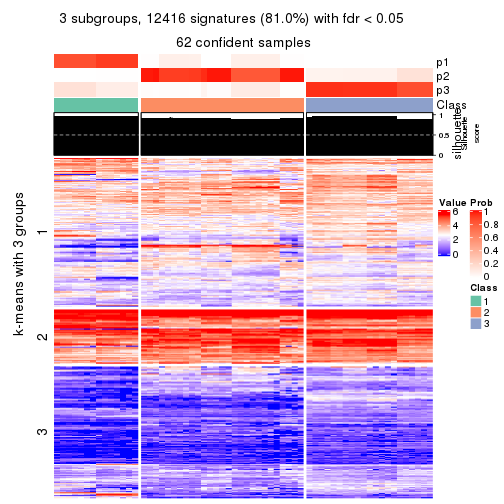 3 subgroups, 12416 signatures (81.0%) with fdr < 0.05
62 confident samples
p1
p2
p3
Class
1
0.5
0
silhouette
Silhouette
score
k-means with 3 groups
1
2
3
Value
6
4
2
0
Prob
1
0.8
0.6
0.4
0.2
0
Class
1
2
3